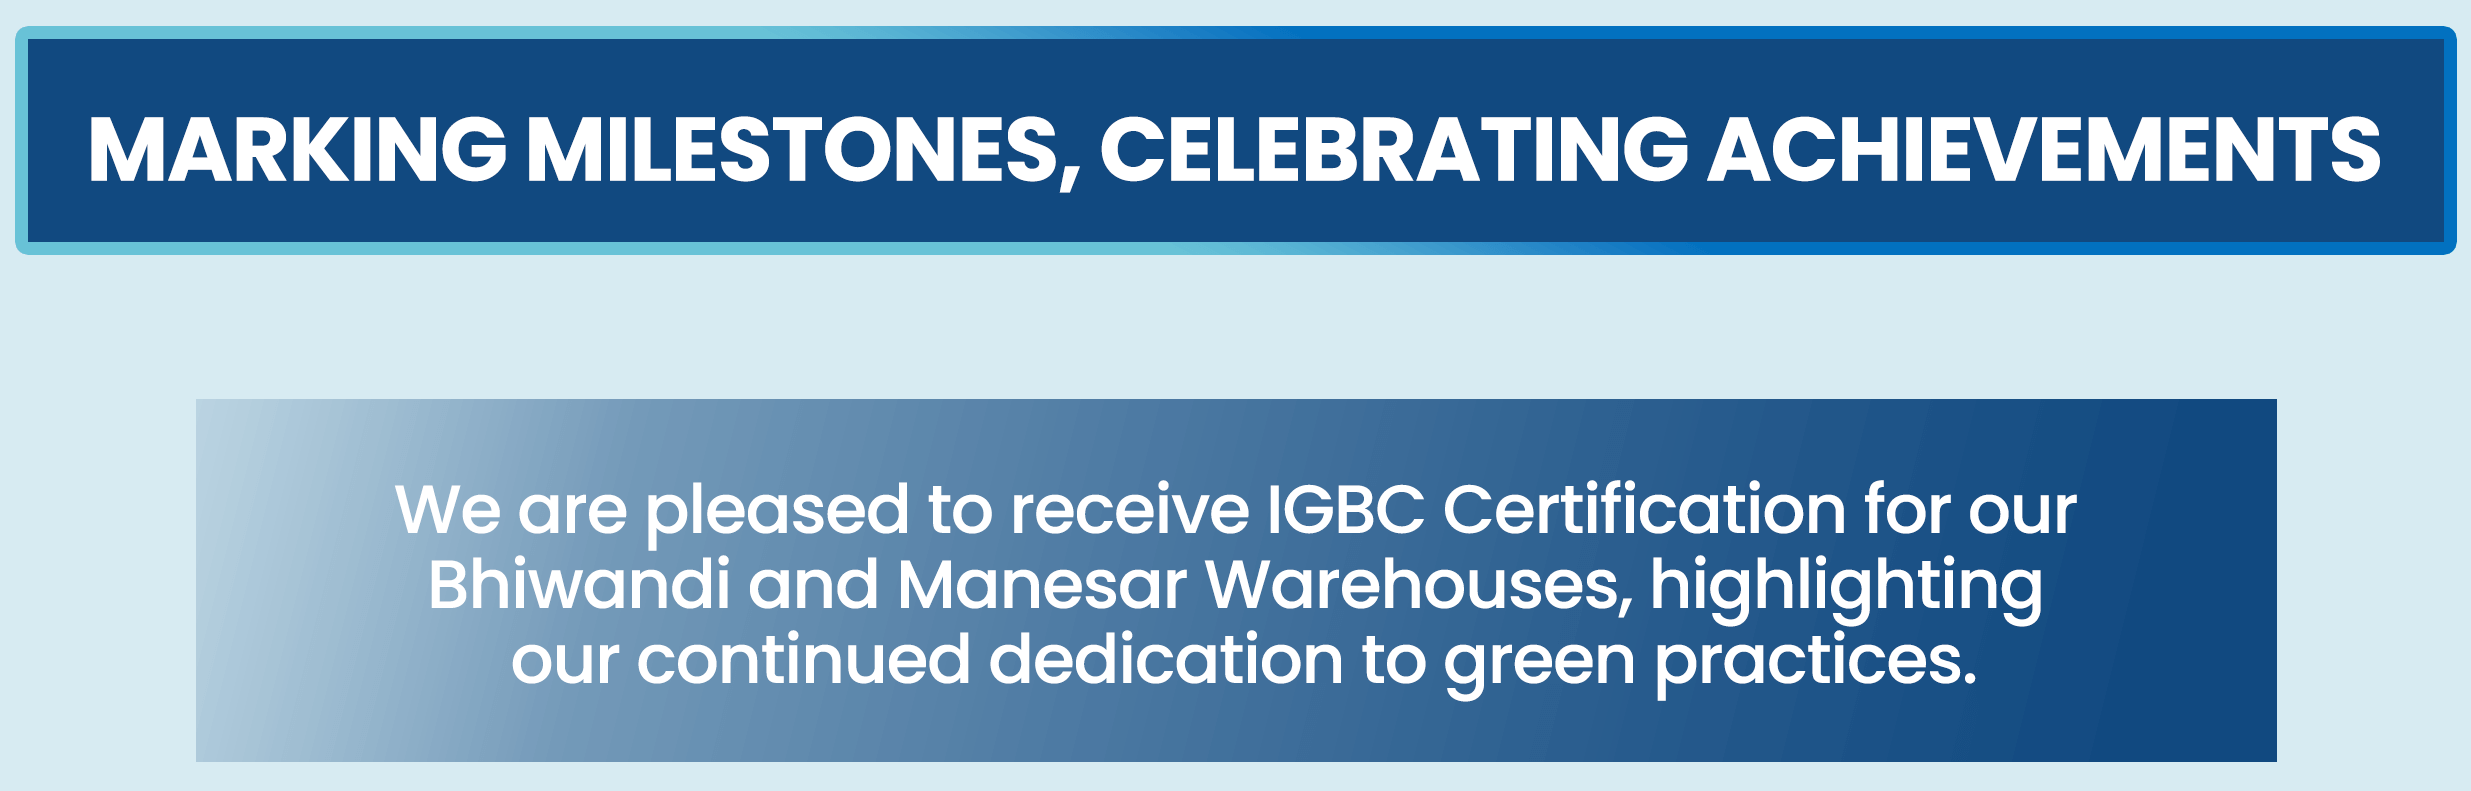 MARKING MILESTONES, CELEBRATING ACHIEVEMENTS
We are pleased to receive IGBC Certification for our
Bhiwandi and Manesar Warehouses, highlighting
our continued dedication to green practices.